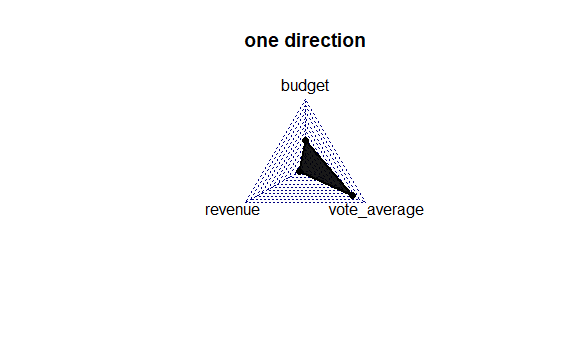 one direction
budget
revenue
vote_average